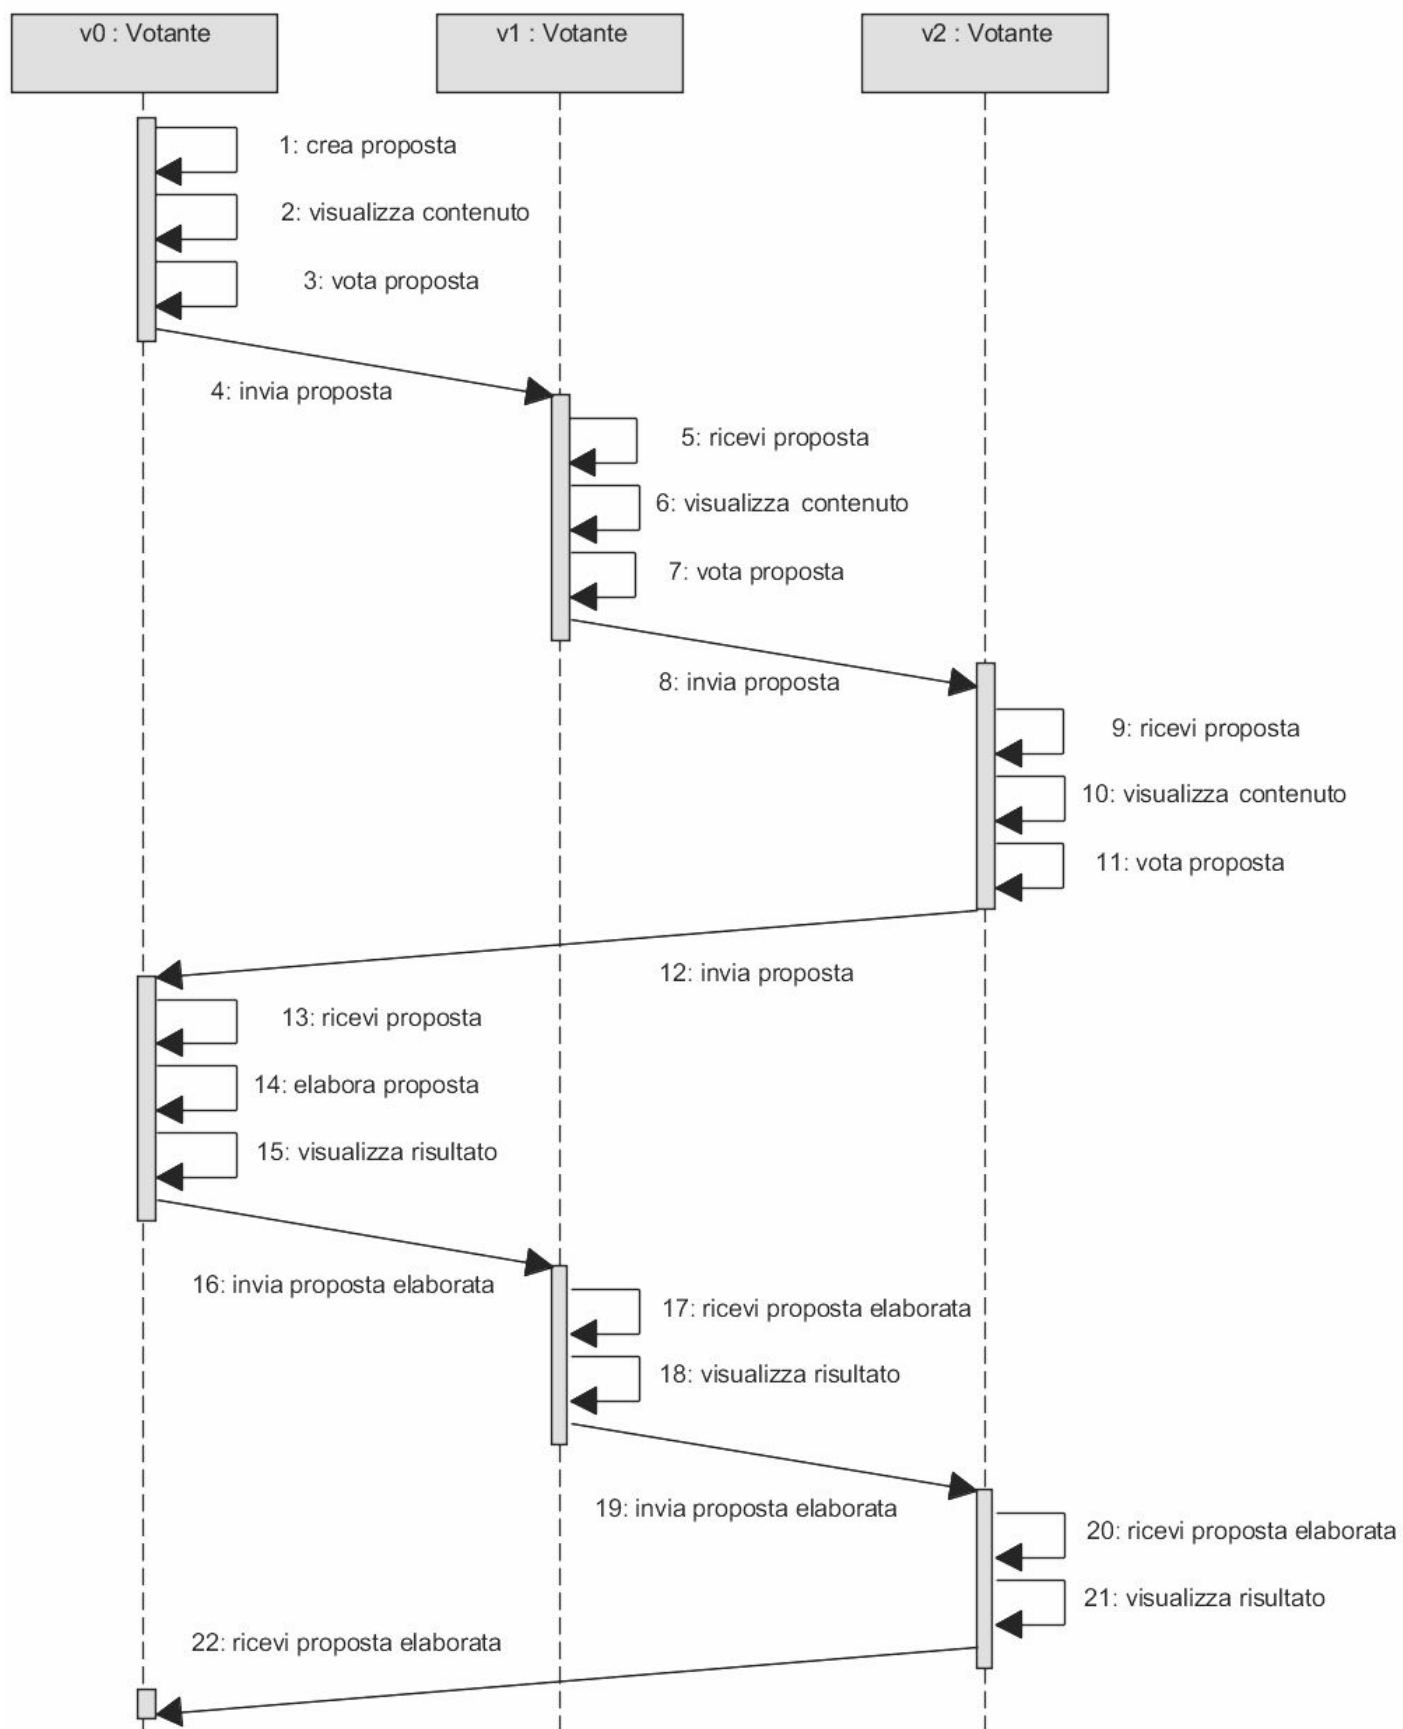 v0 : Votante
v1 : Votante
v2 : Votante
1: crea proposta
2: visualizza contenuto
3: vota proposta
4: invia proposta
5: ricevi proposta
6: visualizza contenuto
7: vota proposta
8: invia proposta
9: ricevi proposta
10: visualizza contenuto
11: vota proposta
12: invia proposta
13: ricevi proposta
14: elabora proposta
15: visualizza risultato
16: invia proposta elaborata
17: ricevi proposta elaborata
18: visualizza risultato
19: invia proposta elaborata
20: ricevi proposta elaborata
21: visualizza risultato
22: ricevi proposta elaborata